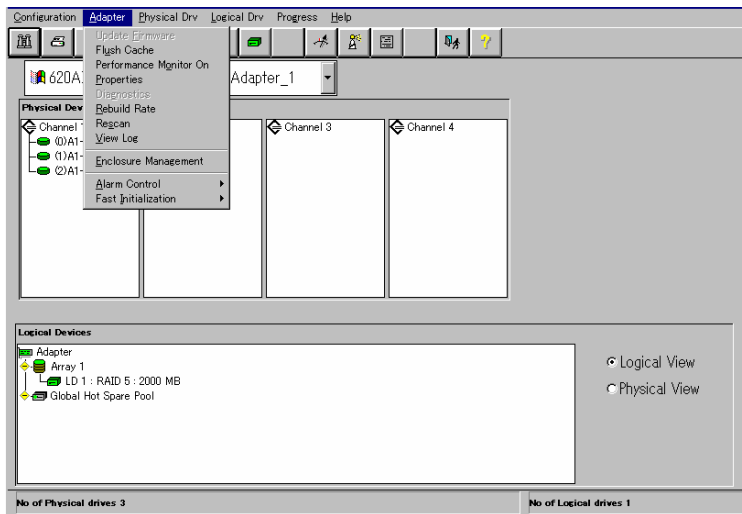 Configuration Adapter Physical Drv Logical Drv Progress Help
Update Firmware
Flush Cache
Performance Monitor On
Properties
Diagnostics
Rebuild Rate
Rescan
View Log
Enclosure Management
Alarm Control
Fast Initialization
620A
Adapter_1
Physical Dev
Channel 1
(0)A1-
(1)A1-
(2)A1-
Channel 3
Channel 4
Logical Devices
Adapter
Array 1
LD 1 : RAID 5 : 2000 MB
Global Hot Spare Pool
Logical View
Physical View
No of Physical drives 3
No of Logical drives 1